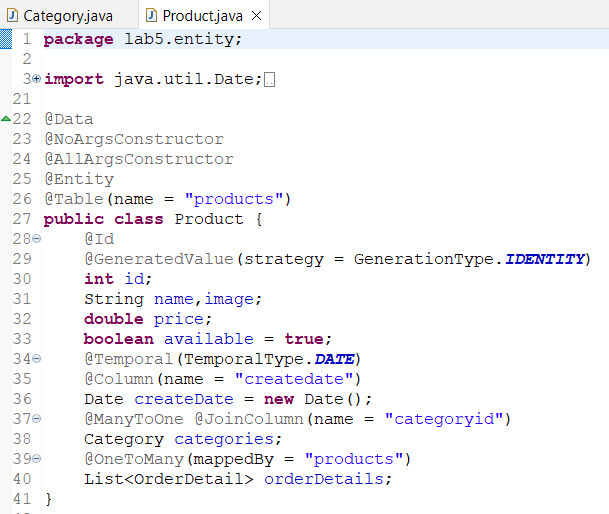 Category.java Product.java
1 package lab5.entity;
2
3 import java.util.Date;
21
22 @Data
23 @NoArgsConstructor
24 @AllArgsConstructor
25 @Entity
26 @Table(name = "products")
27 public class Product {
28 @Id
29 @GeneratedValue(strategy = GenerationType.IDENTITY)
30 int id;
31 String name,image;
32 double price;
33 boolean available = true;
34 @Temporal(TemporalType.DATE)
35 @Column(name = "createdate")
36 Date createDate = new Date();
37 @ManyToOne @JoinColumn(name = "categoryid")
38 Category categories;
39 @OneToMany(mappedBy = "products")
40 List<OrderDetail> orderDetails;
41 }